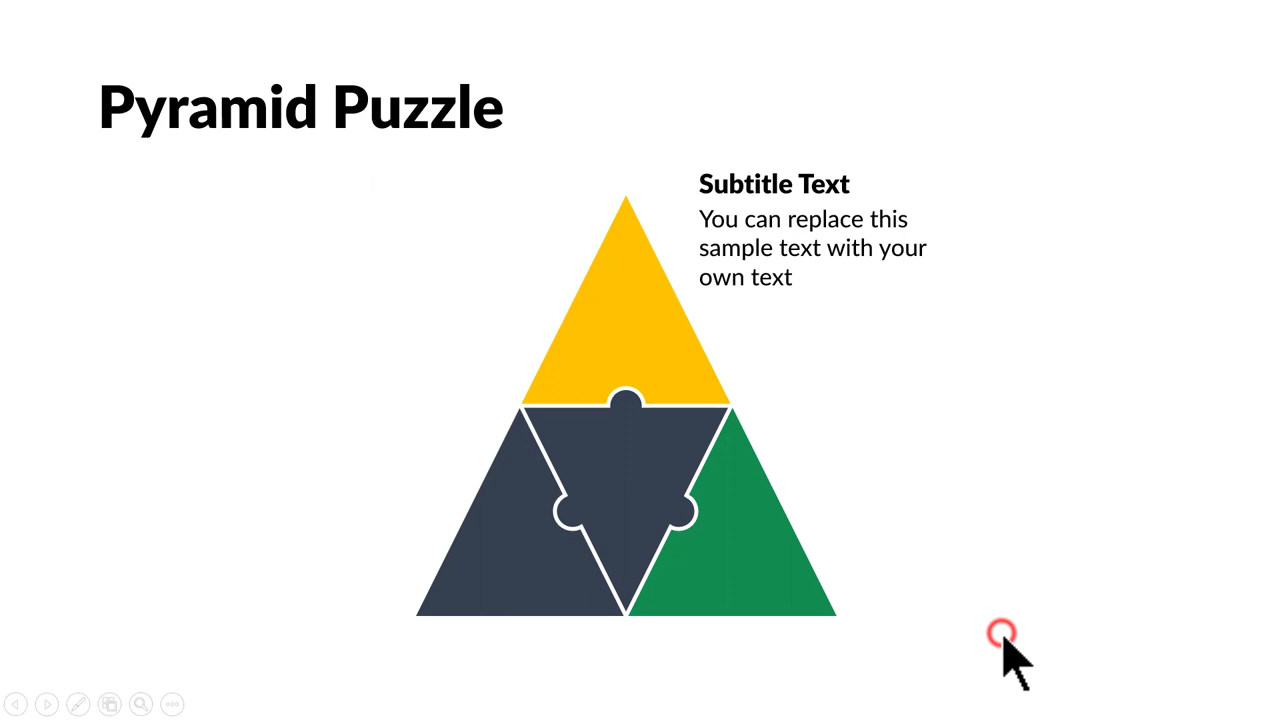 Pyramid Puzzle
Subtitle Text
You can replace this
sample text with your
own text